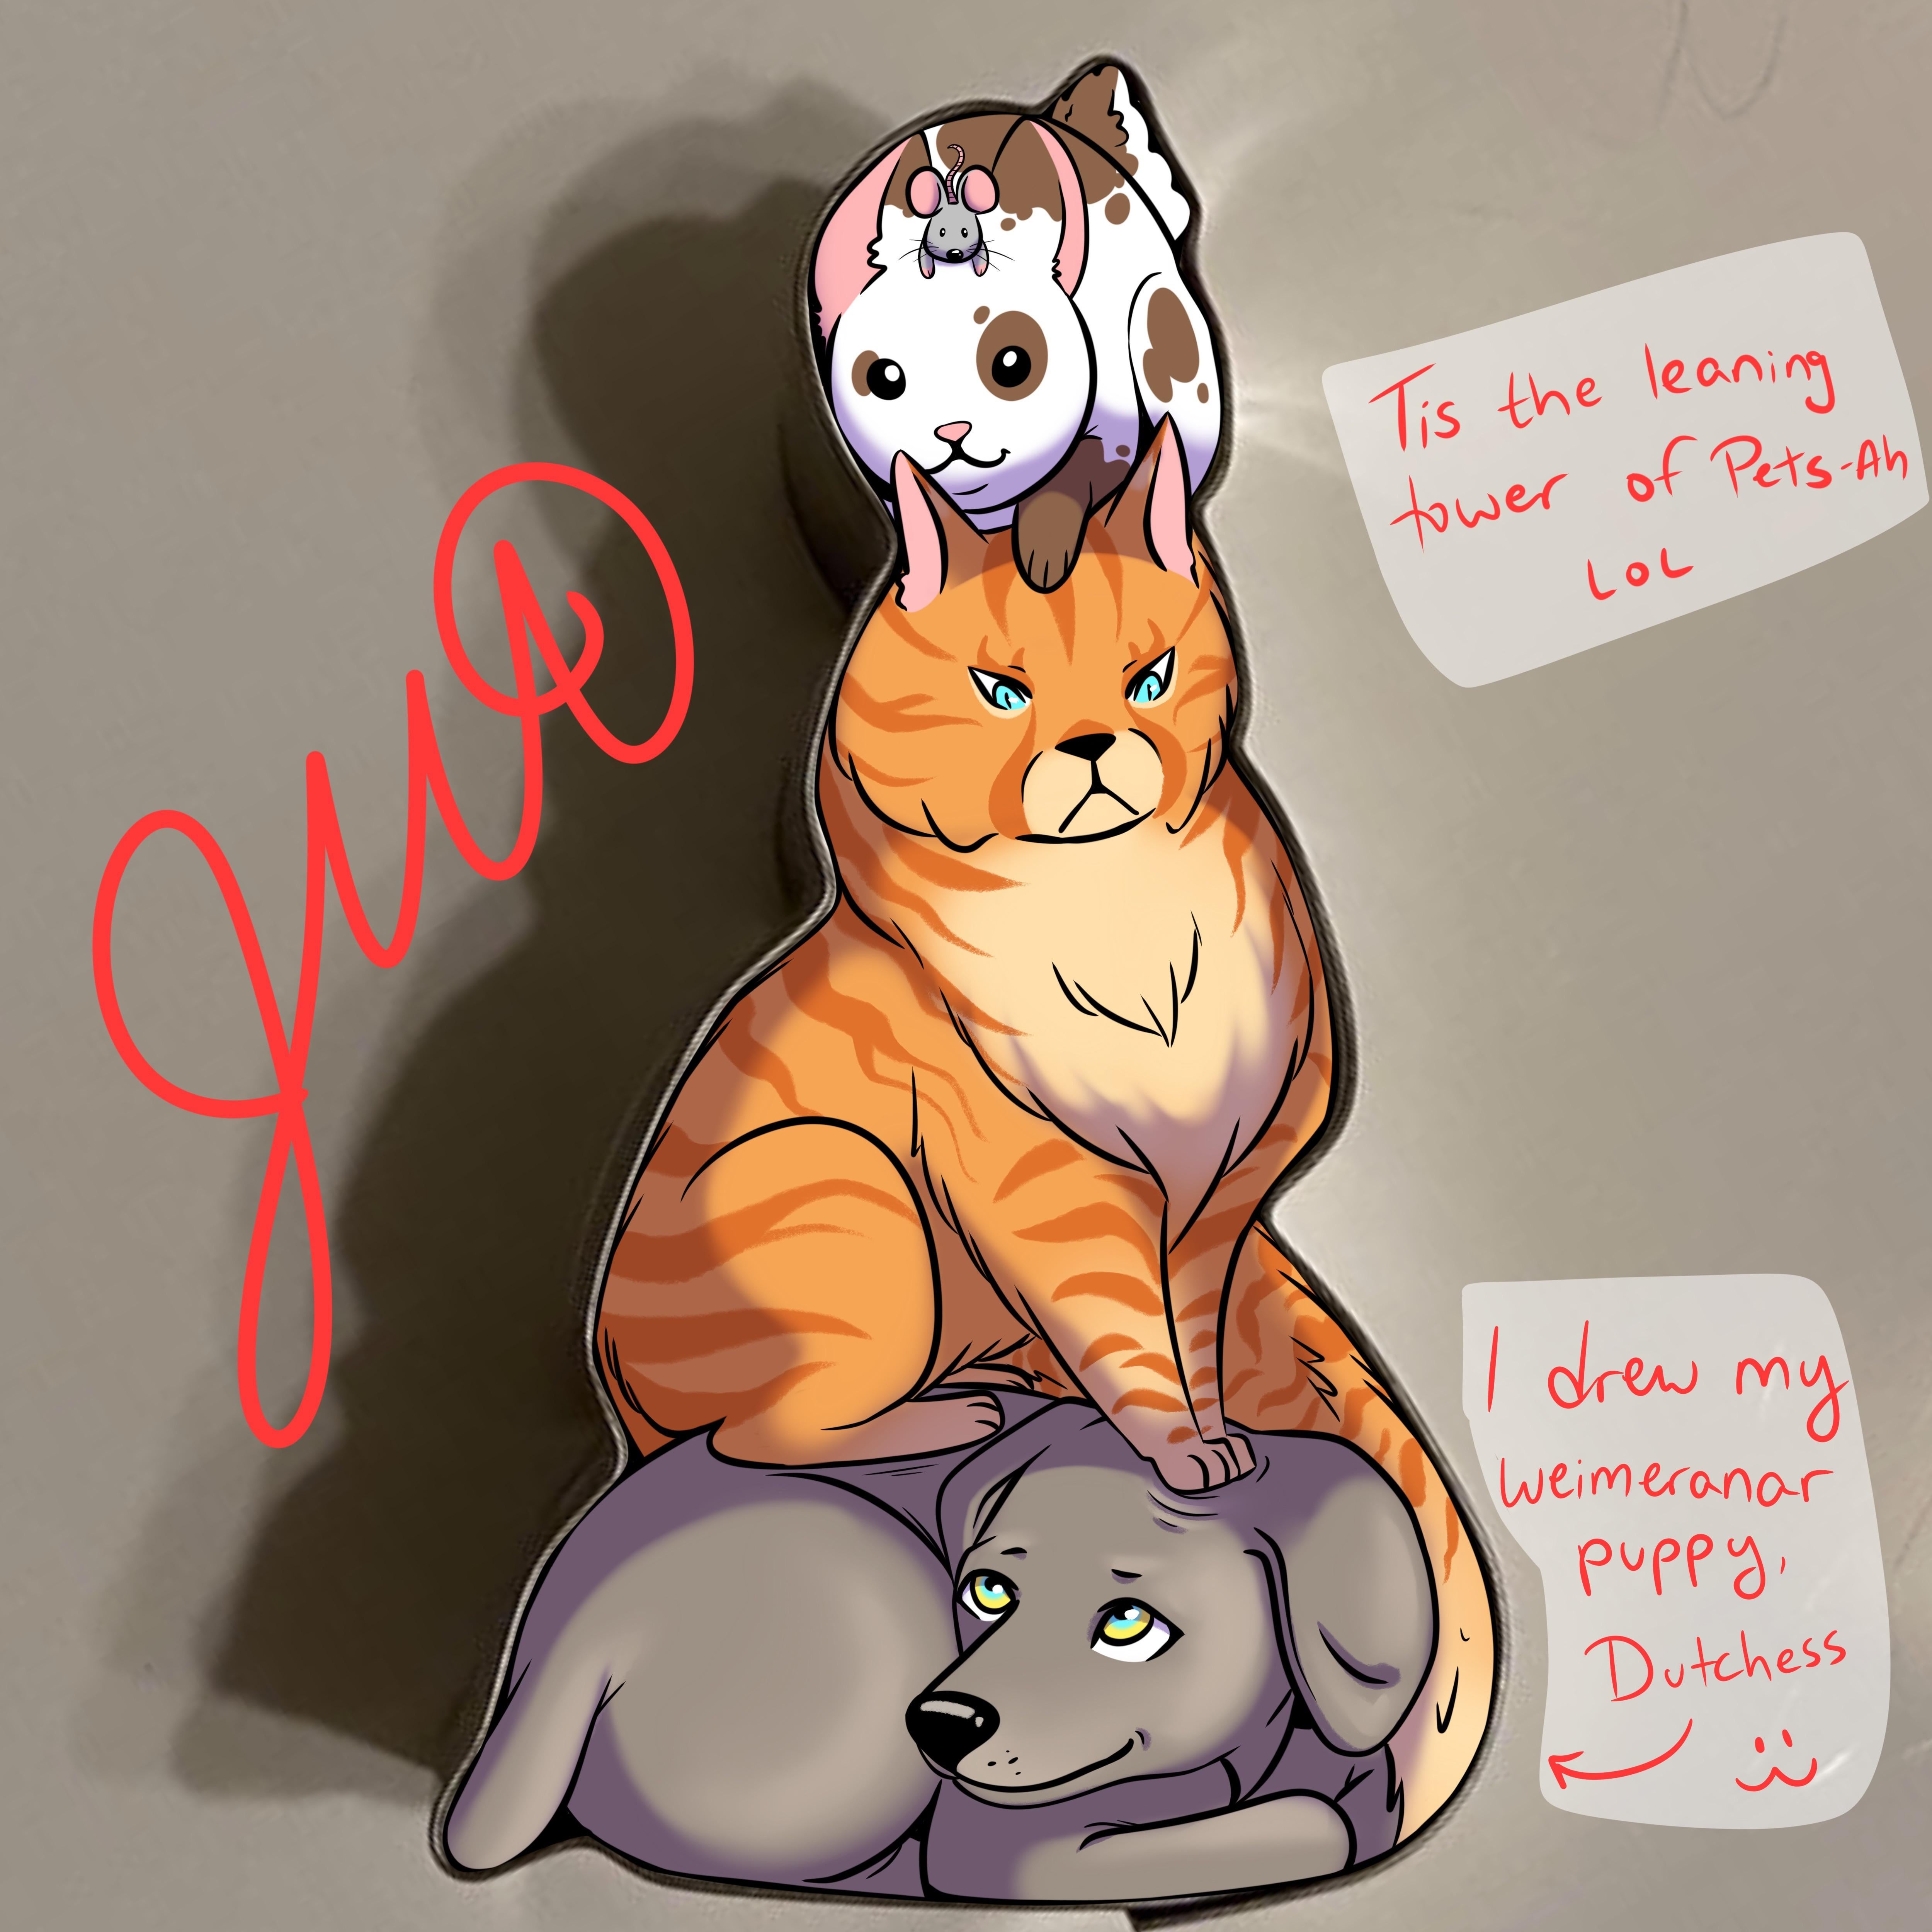 Tis the leaning
tower of Pets-Ah
LOL
I drew my
weimeranar
puppy,
Dutchess